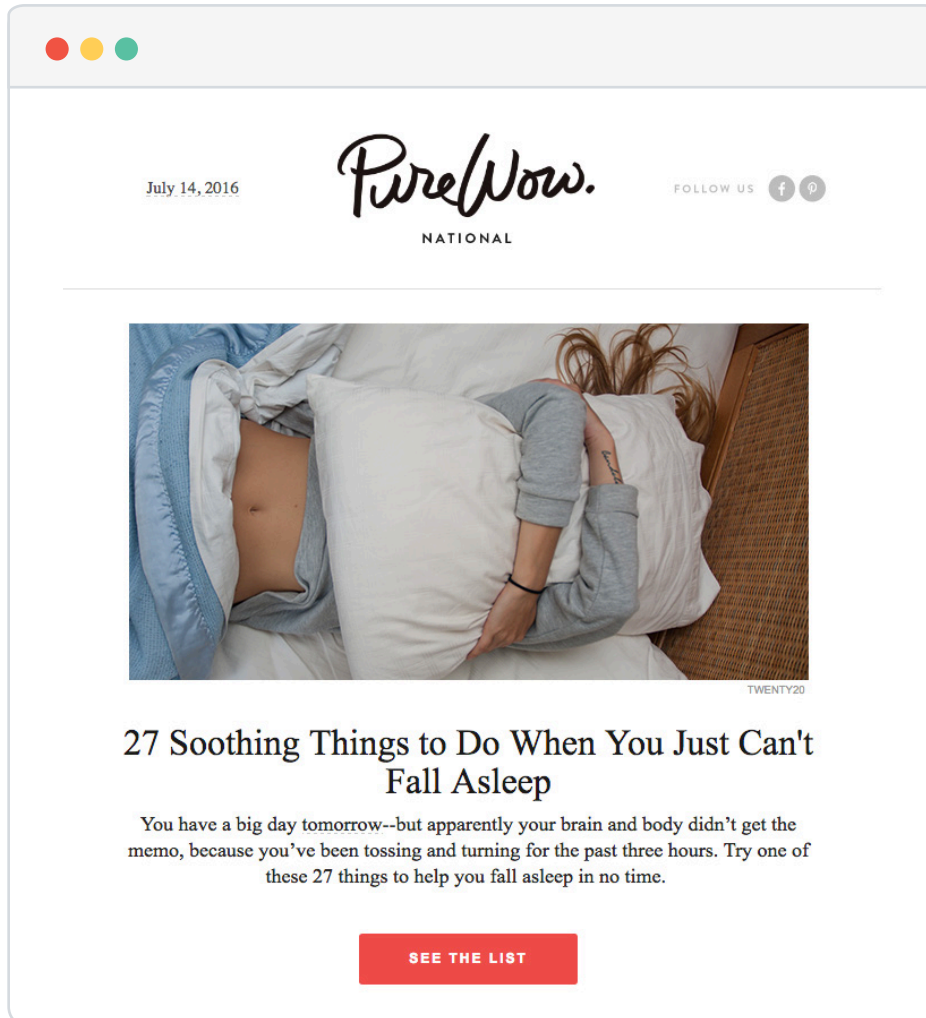 July 14, 2016
PureWow.
NATIONAL
FOLLOW US
TWENTY20
27 Soothing Things to Do When You Just Can't
Fall Asleep
You have a big day tomorrow--but apparently your brain and body didn’t get the
memo, because you’ve been tossing and turning for the past three hours. Try one of
these 27 things to help you fall asleep in no time.
SEE THE LIST